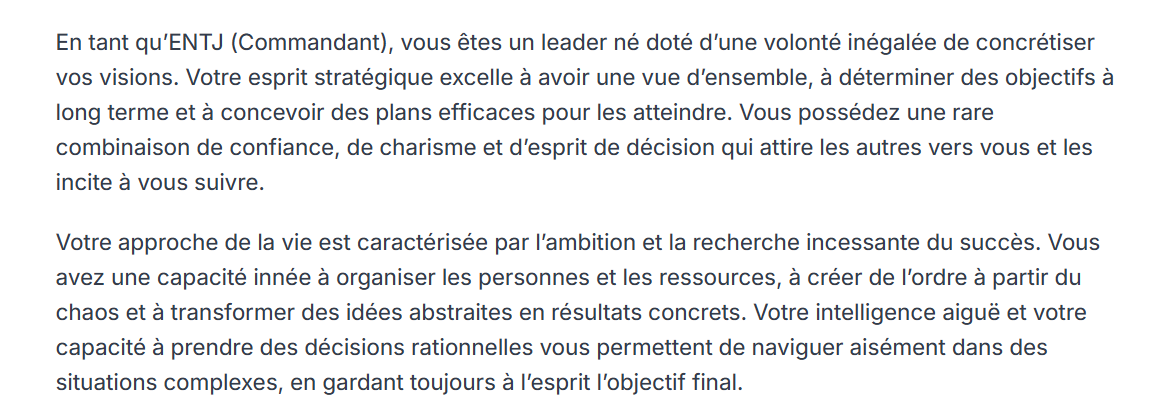 En tant qu’ENTJ (Commandant), vous êtes un leader né doté d’une volonté inégalée de concrétiser
vos visions. Votre esprit stratégique excelle à avoir une vue d’ensemble, à déterminer des objectifs à
long terme et à concevoir des plans efficaces pour les atteindre. Vous possédez une rare
combinaison de confiance, de charisme et d’esprit de décision qui attire les autres vers vous et les
incite à vous suivre.
Votre approche de la vie est caractérisée par l’ambition et la recherche incessante du succès. Vous
avez une capacité innée à organiser les personnes et les ressources, à créer de l’ordre à partir du
chaos et à transformer des idées abstraites en résultats concrets. Votre intelligence aiguë et votre
capacité à prendre des décisions rationnelles vous permettent de naviguer aisément dans des
situations complexes, en gardant toujours à l’esprit l’objectif final.